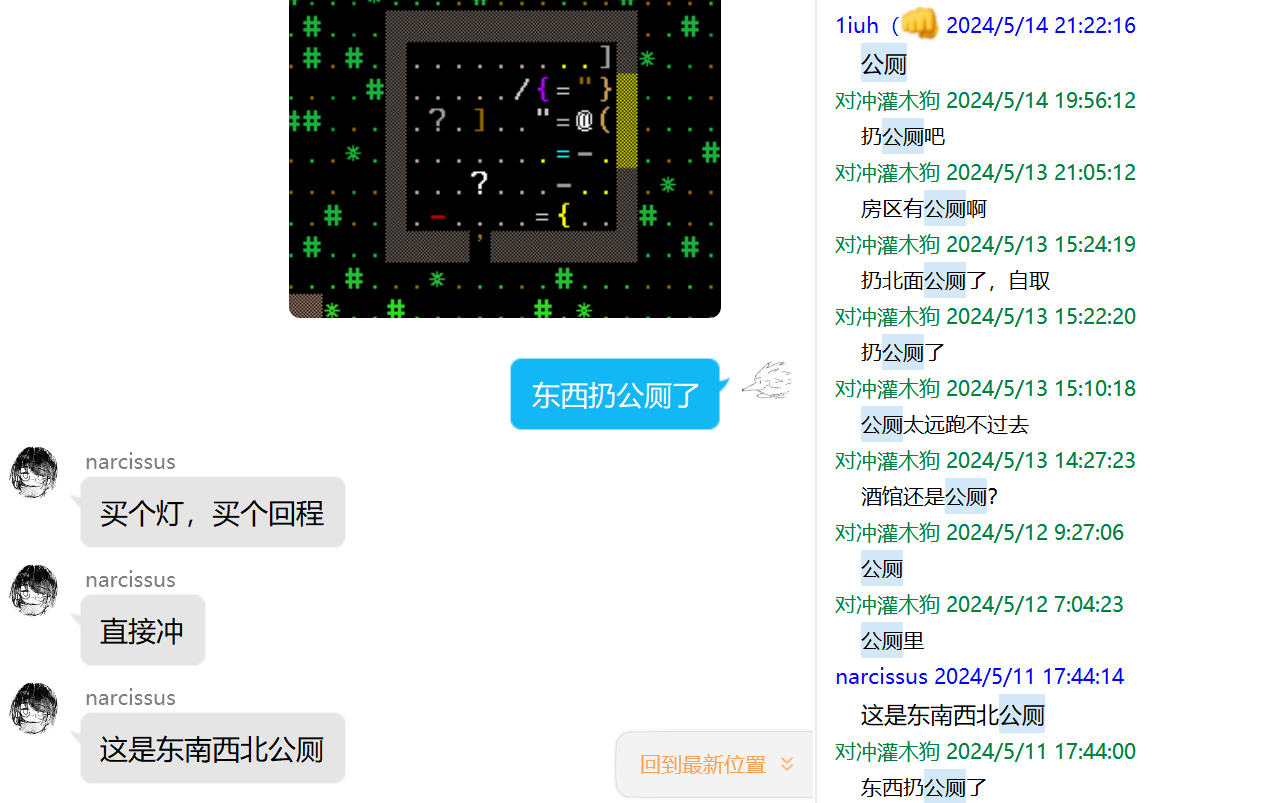 东西扔公厕了
narcissus
买个灯，买个回程
narcissus
直接冲
narcissus
这是东南西北公厕
回到最新位置
1iuh（👊 2024/5/14 21:22:16
公厕
对冲灌木狗 2024/5/14 19:56:12
扔公厕吧
对冲灌木狗 2024/5/13 21:05:12
房区有公厕啊
对冲灌木狗 2024/5/13 15:24:19
扔北面公厕了，自取
对冲灌木狗 2024/5/13 15:22:20
扔公厕了
对冲灌木狗 2024/5/13 15:10:18
公厕太远跑不过去
对冲灌木狗 2024/5/13 14:27:23
酒馆还是公厕?
对冲灌木狗 2024/5/12 9:27:06
公厕
对冲灌木狗 2024/5/12 7:04:23
公厕里
narcissus 2024/5/11 17:44:14
这是东南西北公厕
对冲灌木狗 2024/5/11 17:44:00
东西扔公厕了